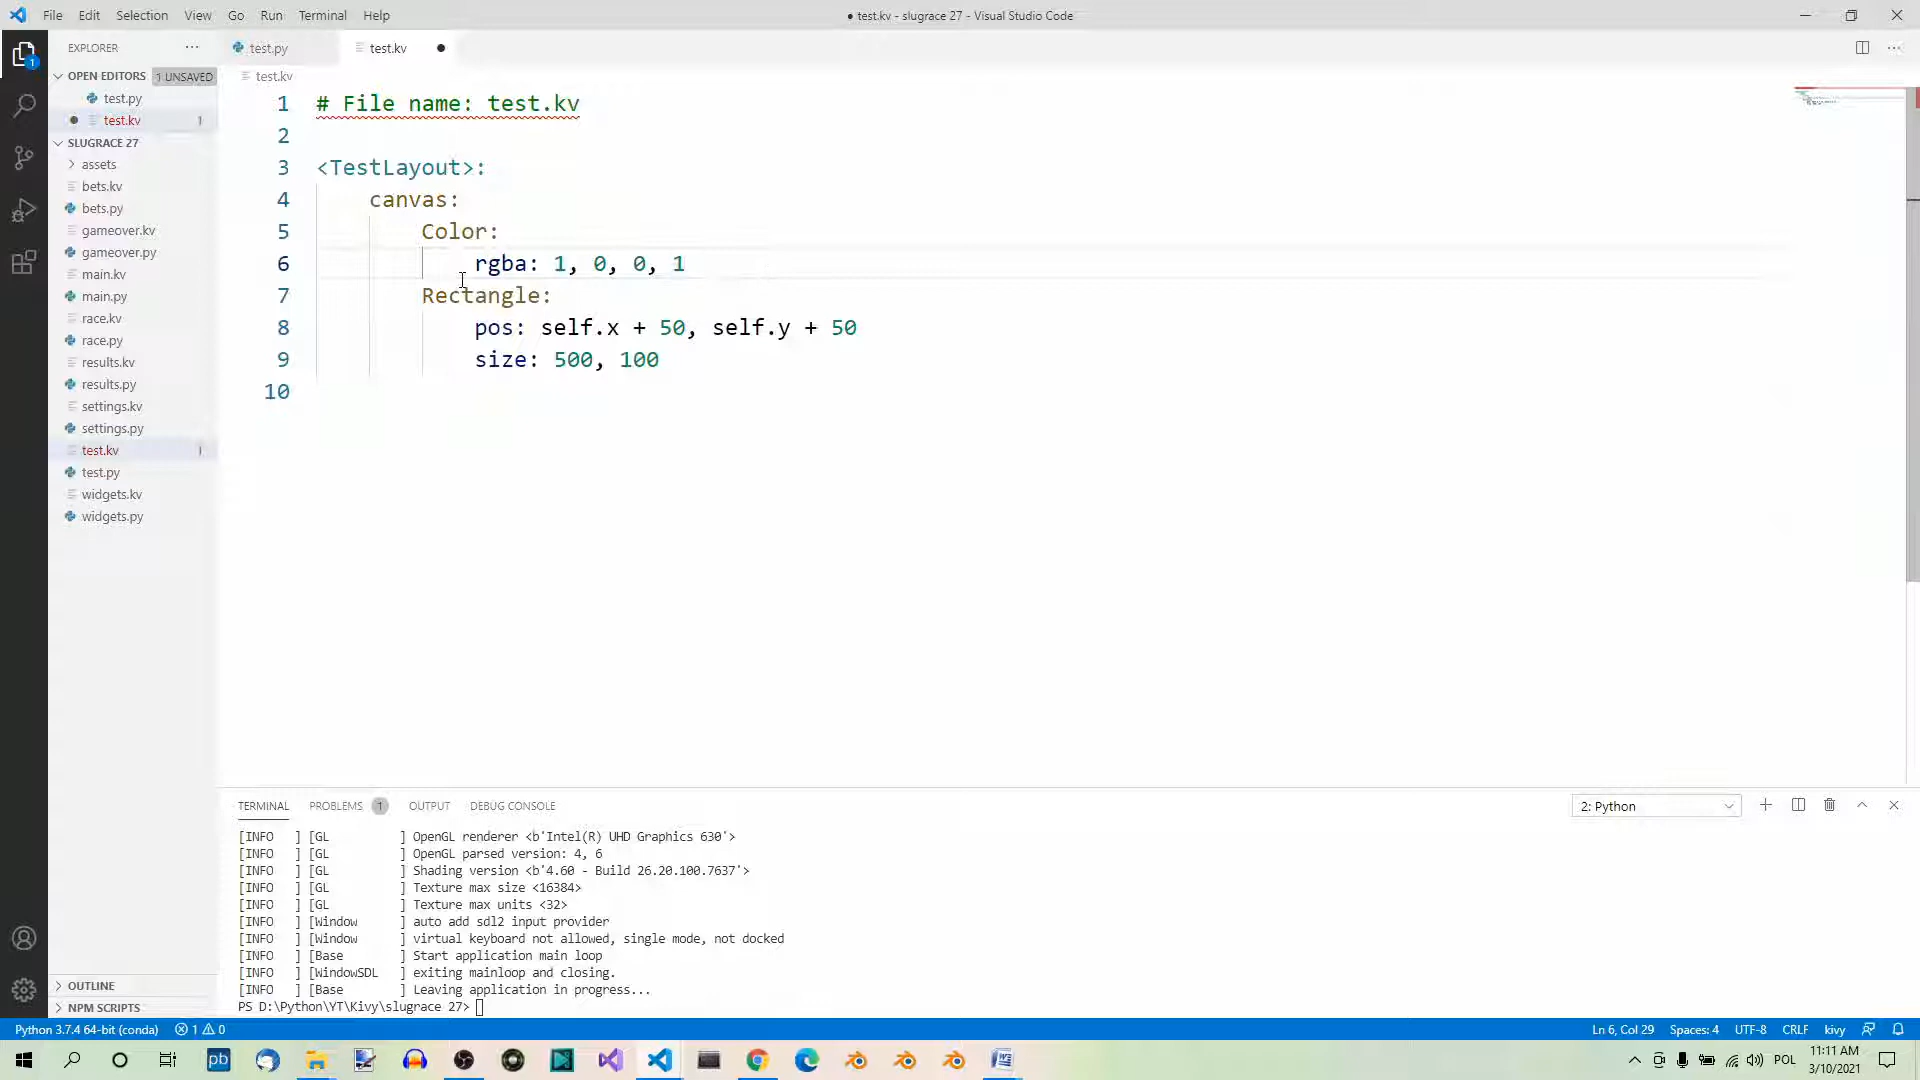 File Edit Selection View Go Run Terminal Help
● test.kv - slugrace 27 - Visual Studio Code
EXPLORER
test.py
test.kv
OPEN EDITORS 1 UNSAVED
test.py
test.kv 1
SLUGRACE 27
assets
bets.kv
bets.py
gameover.kv
gameover.py
main.kv
main.py
race.kv
race.py
results.kv
results.py
settings.kv
settings.py
test.kv 1
test.py
widgets.kv
widgets.py
OUTLINE
NPM SCRIPTS
test.kv
1 # File name: test.kv
2
3 <TestLayout>:
4 canvas:
5 Color:
6 rgba: 1, 0, 0, 1
7 Rectangle:
8 pos: self.x + 50, self.y + 50
9 size: 500, 100
10
TERMINAL PROBLEMS 1 OUTPUT DEBUG CONSOLE
2: Python
[INFO ] [GL ] OpenGL renderer <b'Intel(R) UHD Graphics 630'>
[INFO ] [GL ] OpenGL parsed version: 4, 6
[INFO ] [GL ] Shading version <b'4.60 - Build 26.20.100.7637'>
[INFO ] [GL ] Texture max size <16384>
[INFO ] [GL ] Texture max units <32>
[INFO ] [Window ] auto add sdl2 input provider
[INFO ] [Window ] virtual keyboard not allowed, single mode, not docked
[INFO ] [Base ] Start application main loop
[INFO ] [WindowSDL ] exiting mainloop and closing.
[INFO ] [Base ] Leaving application in progress...
PS D:\Python\YT\Kivy\slugrace 27>
Python 3.7.4 64-bit (conda) 1 0
Ln 6, Col 29 Spaces: 4 UTF-8 CRLF kivy
1
pb
POL
11:11 AM
3/10/2021